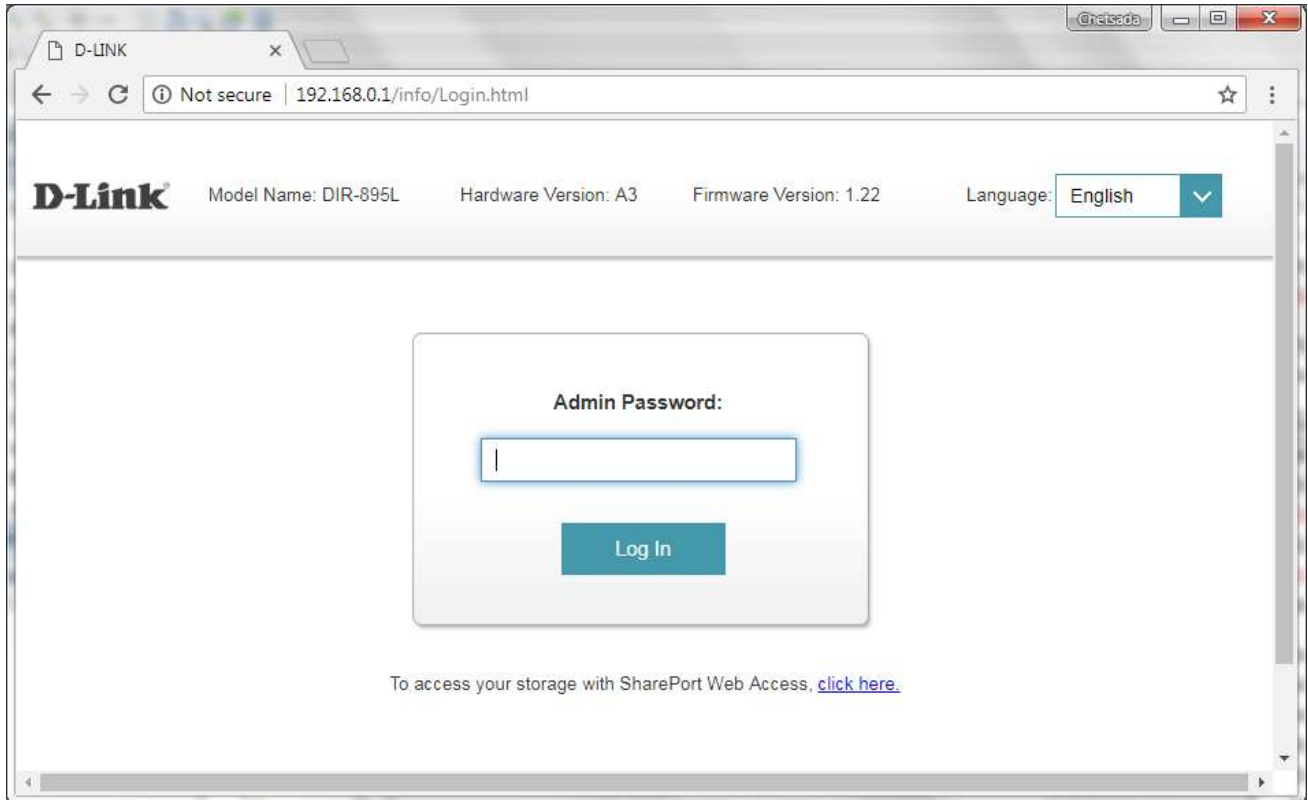 Chetsada
D-LINK
Not secure | 192.168.0.1/info/Login.html
D-Link
Model Name: DIR-895L
Hardware Version: A3
Firmware Version: 1.22
Language: English
Admin Password:
Log In
To access your storage with SharePort Web Access, click here.